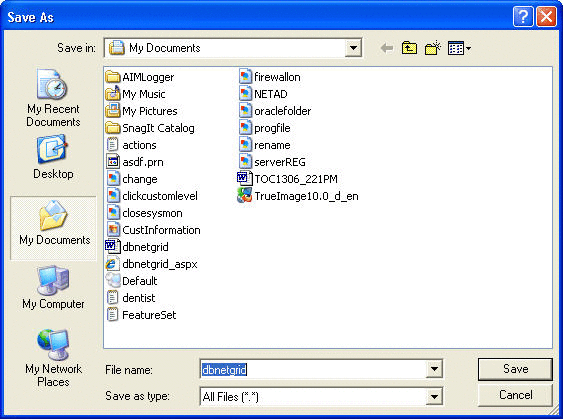 Save As
Save in:
My Documents
My Recent
Documents
Desktop
My Documents
My Computer
My Network
Places
AIMLogger
My Music
My Pictures
SnagIt Catalog
actions
asdf.prn
change
clickcustomlevel
closesysmon
CustInformation
dbnetgrid
dbnetgrid_aspx
Default
dentist
FeatureSet
firewallon
NETAD
oraclefolder
progfile
rename
serverREG
TOC1306_221PM
TrueImage10.0_d_en
File name:
dbnetgrid
Save
Save as type:
All Files (*.*)
Cancel